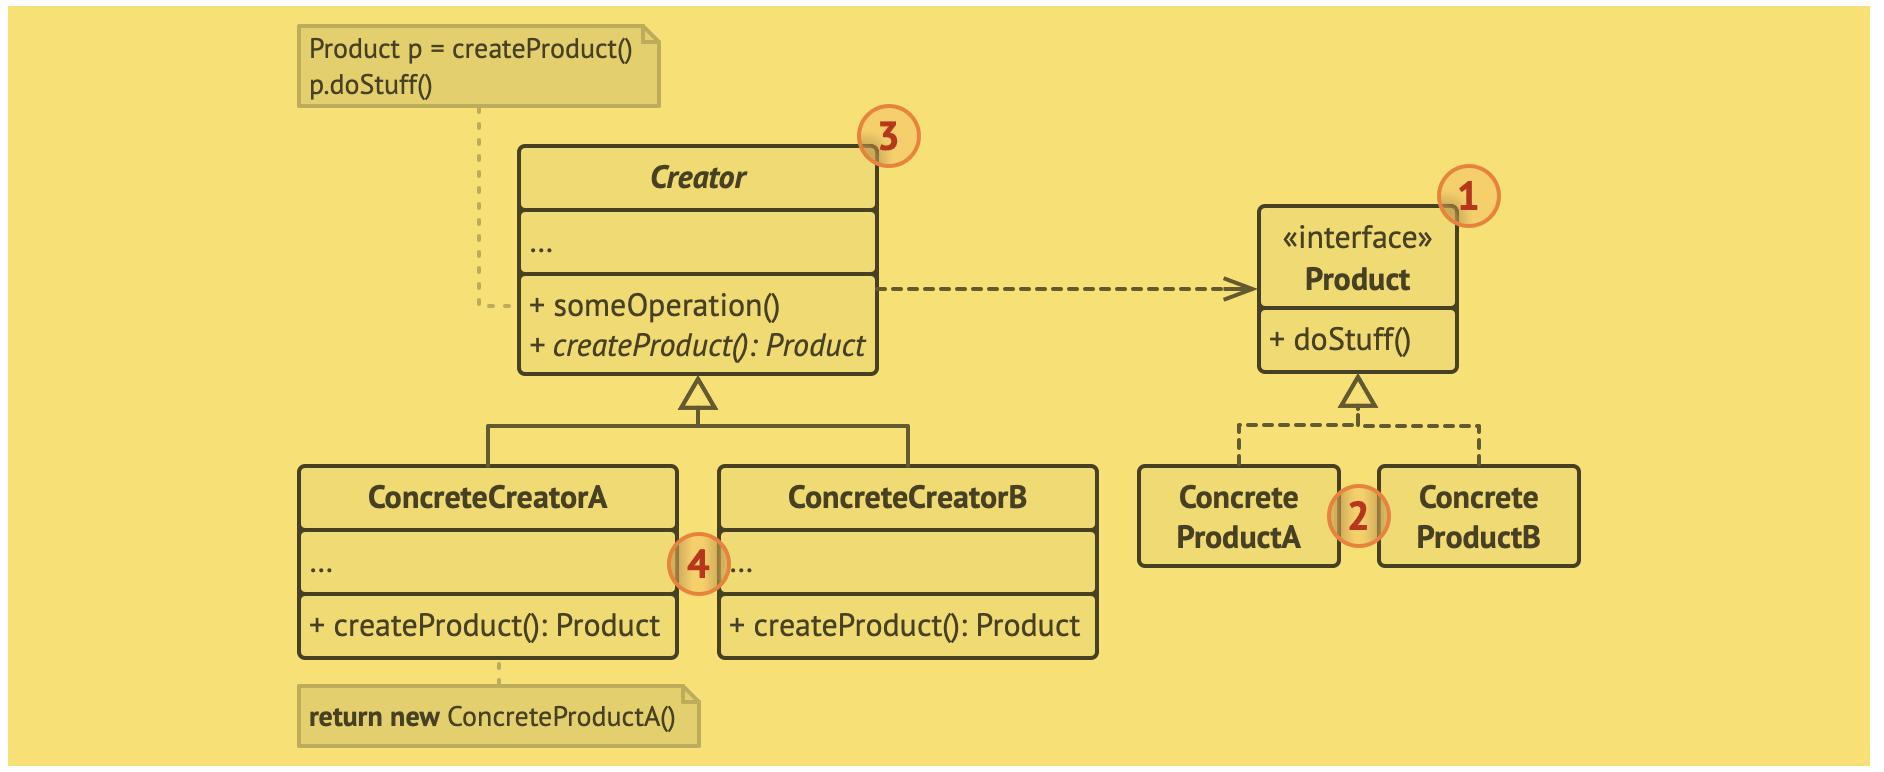 Product p = createProduct()
p.doStuff()
3
Creator
...
+ someOperation()
+ createProduct(): Product
1
«interface»
Product
+ doStuff()
ConcreteCreatorA
...
+ createProduct(): Product
4
ConcreteCreatorB
...
+ createProduct(): Product
Concrete
ProductA
2
Concrete
ProductB
return new ConcreteProductA()